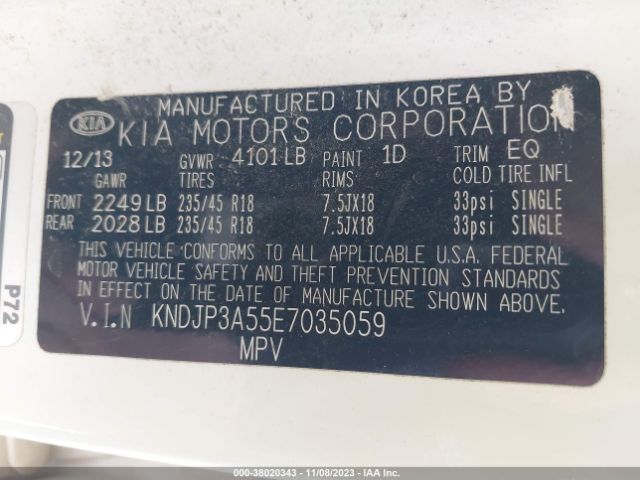 MANUFACTURED IN KOREA BY
KIA KIA MOTORS CORPORATION
12/13 GVWR 4101LB PAINT 1D TRIM EQ
GAWR TIRES RIMS COLD TIRE INFL
FRONT 2249LB 235/45 R18 7.5JX18 33psi SINGLE
REAR 2028LB 235/45 R18 7.5JX18 33psi SINGLE
THIS VEHICLE CONFORMS TO ALL APPLICABLE U.S.A. FEDERAL
MOTOR VEHICLE SAFETY AND THEFT PREVENTION STANDARDS
IN EFFECT ON THE DATE OF MANUFACTURE SHOWN ABOVE.
V.I.N KNDJP3A55E7035059
MPV
P72
000-38020343 - 11/08/2023 - IAA Inc.